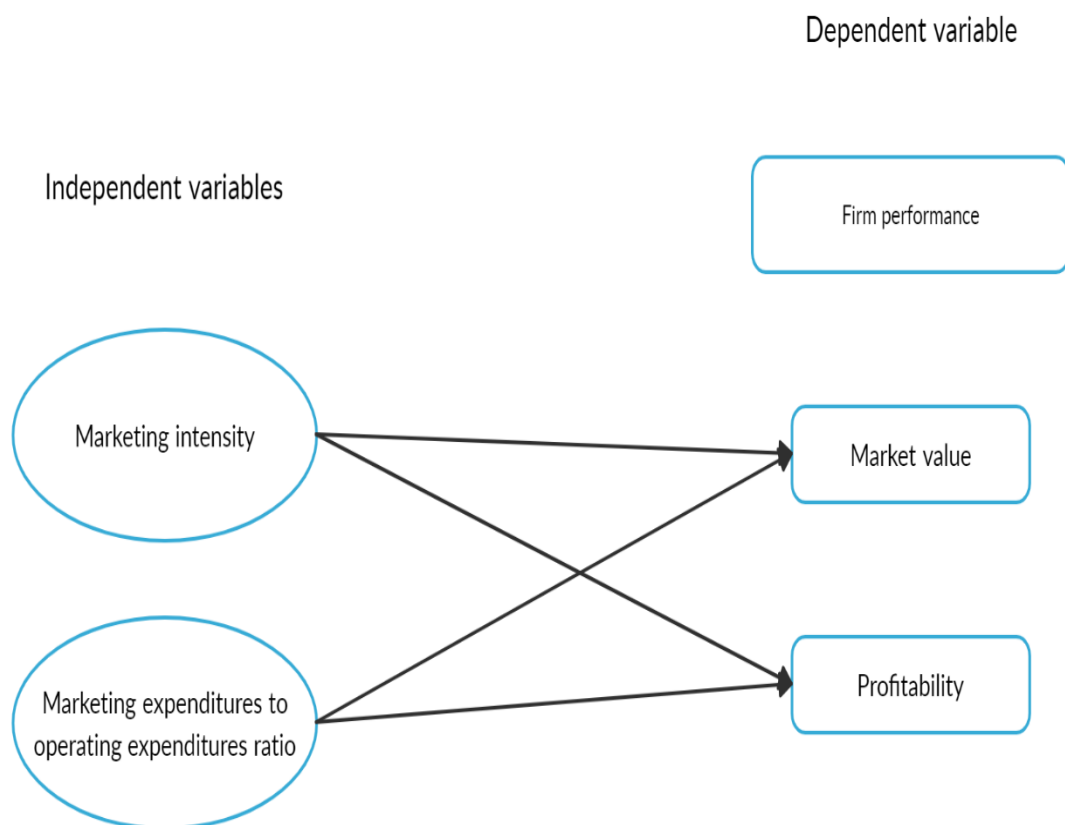 Dependent variable
Independent variables
Firm performance
Marketing intensity
Market value
Profitability
Marketing expenditures to
operating expenditures ratio